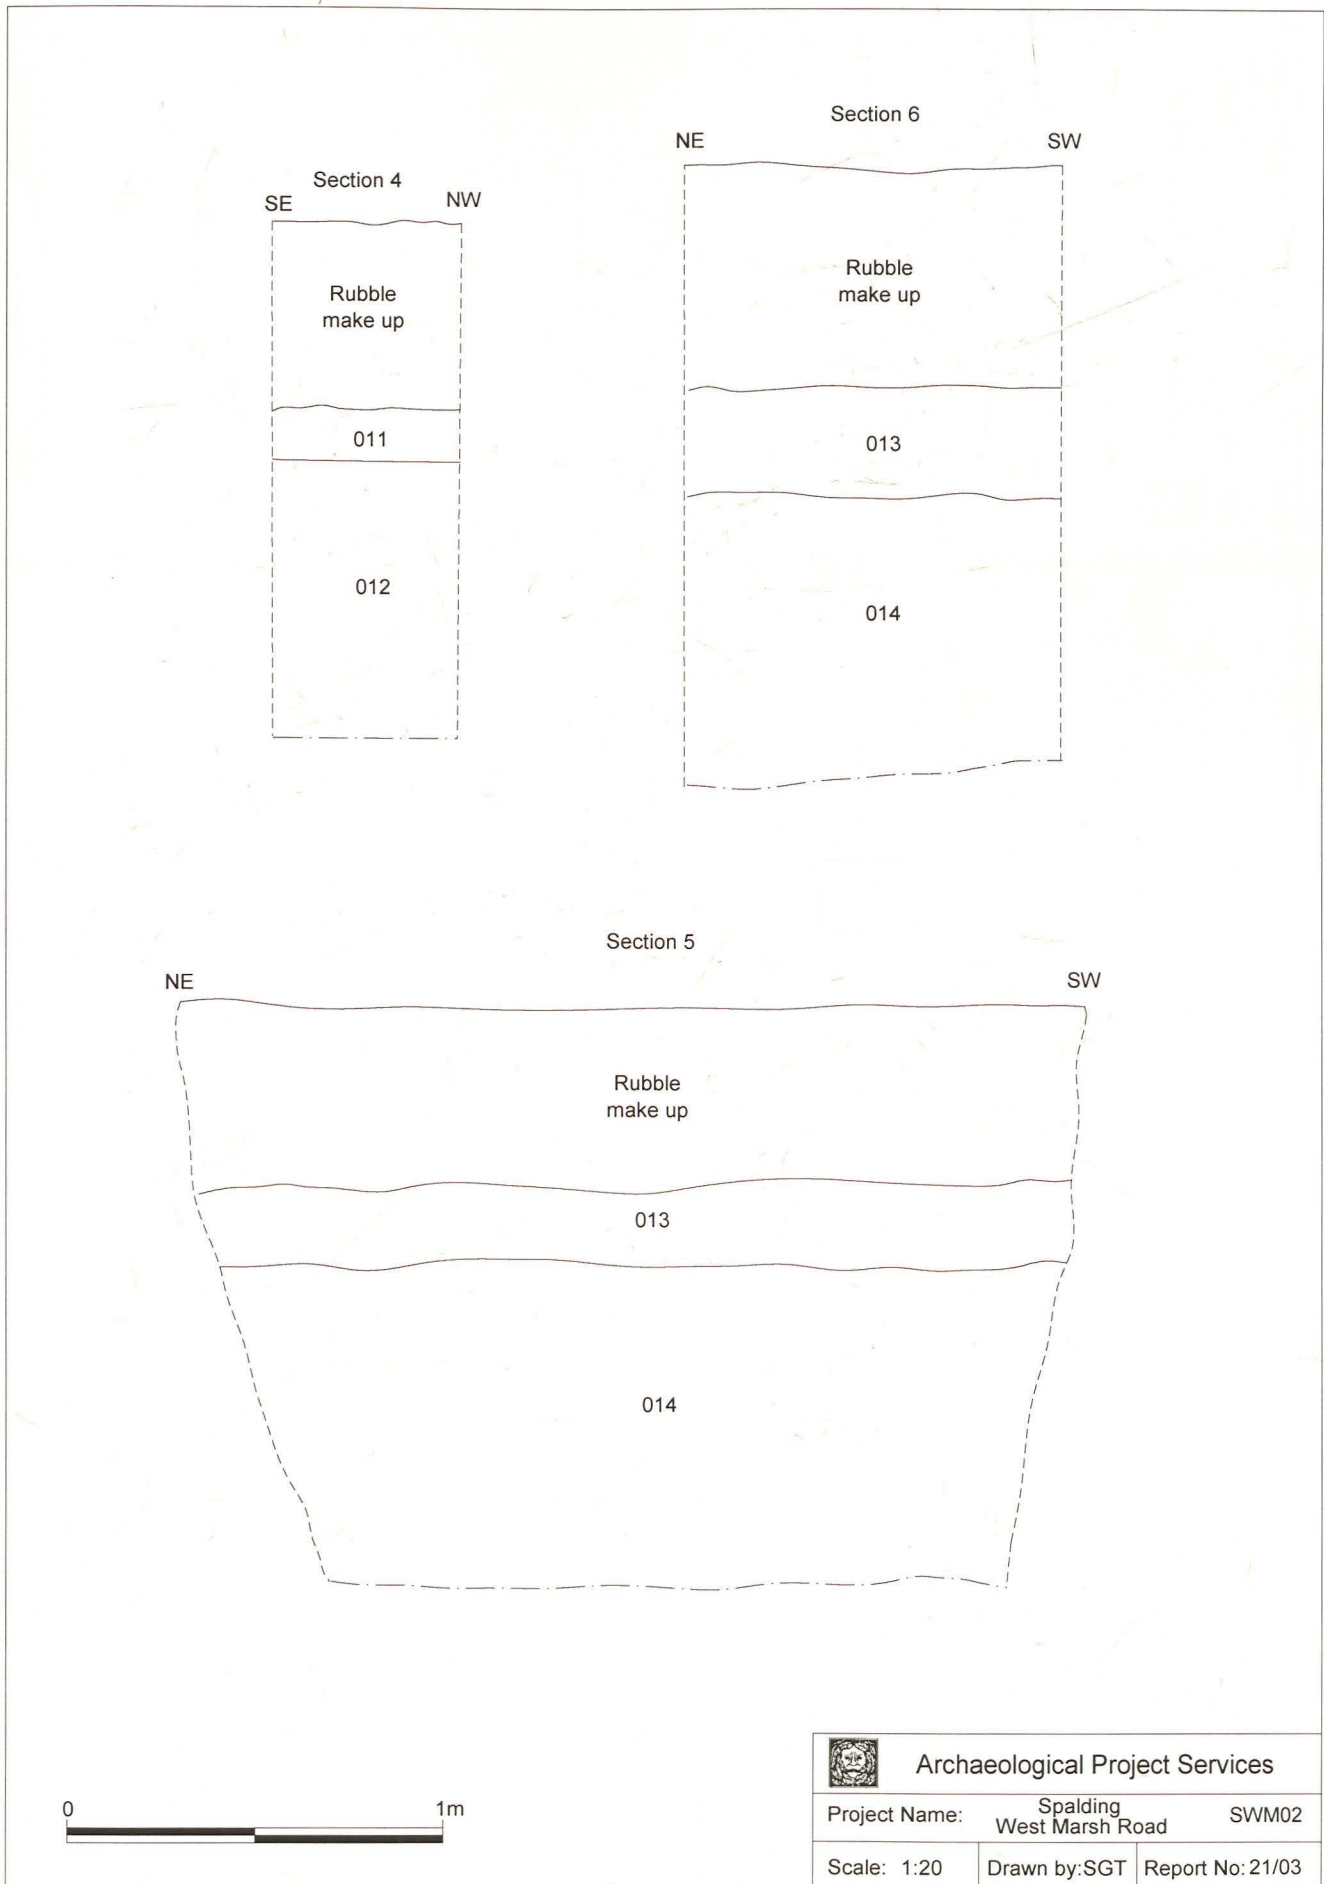 Section 4
SE NW
Rubble
make up
011
012
Section 6
NE SW
Rubble
make up
013
014
Section 5
NE SW
Rubble
make up
013
014
0 1m
Archaeological Project Services
Project Name: Spalding
West Marsh Road SWM02
Scale: 1:20 Drawn by:SGT Report No: 21/03